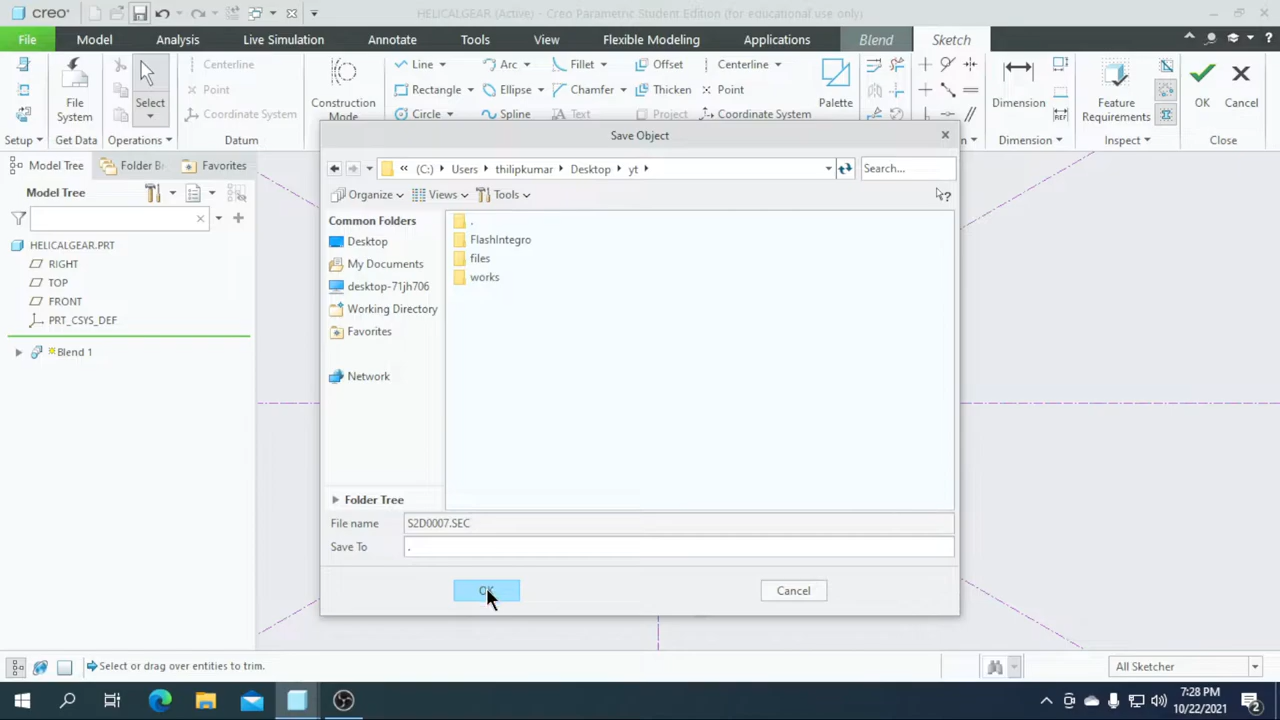 creo HELICALGEAR (Active) - Creo Parametric Student Edition (for educational use only)
File Model Analysis Live Simulation Annotate Tools View Flexible Modeling Applications Blend Sketch
Centerline Line Arc Fillet Offset Centerline
Point Rectangle Ellipse Chamfer Thicken Point
Coordinate System Circle Spline Text Project Coordinate System
File System Select Construction Mode Palette Dimension Feature Requirements OK Cancel
Setup Get Data Operations Datum Dimension Inspect Close
Save Object
Model Tree Folder B Favorites
(C:) Users philipkumar Desktop yt Search...
Model Tree
Organize Views Tools
Common Folders
Desktop
My Documents
desktop-71jh706
Working Directory
Favorites
Network
Folder Tree
.
FlashIntegro
files
works
HELICALGEAR.PRT
RIGHT
TOP
FRONT
PRT_CSYS_DEF
Blend 1
File name S2D0007.SEC
Save To .
OK Cancel
Select or drag over entities to trim. All Sketcher
7:28 PM
10/22/2021
2